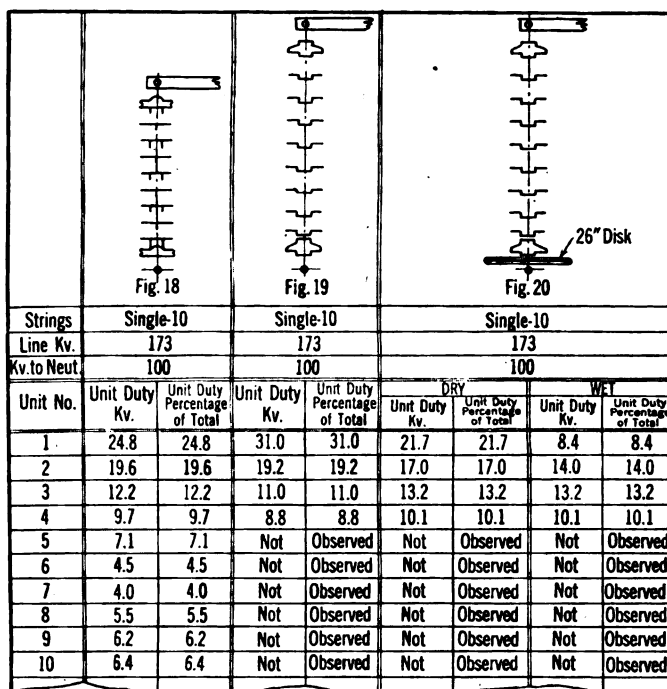 26" Disk
Fig. 18 Fig. 19 Fig. 20
Strings Single-10 Single-10 Single-10
Line Kv. 173 173 173
Kv. to Neut. 100 100 100
DRY WET
Unit No. Unit Duty Kv. Unit Duty Percentage of Total Unit Duty Kv. Unit Duty Percentage of Total Unit Duty Kv. Unit Duty Percentage of Total Unit Duty Kv. Unit Duty Percentage of Total
1 24.8 24.8 31.0 31.0 21.7 21.7 8.4 8.4
2 19.6 19.6 19.2 19.2 17.0 17.0 14.0 14.0
3 12.2 12.2 11.0 11.0 13.2 13.2 13.2 13.2
4 9.7 9.7 8.8 8.8 10.1 10.1 10.1 10.1
5 7.1 7.1 Not Observed Not Observed Not Observed
6 4.5 4.5 Not Observed Not Observed Not Observed
7 4.0 4.0 Not Observed Not Observed Not Observed
8 5.5 5.5 Not Observed Not Observed Not Observed
9 6.2 6.2 Not Observed Not Observed Not Observed
10 6.4 6.4 Not Observed Not Observed Not Observed